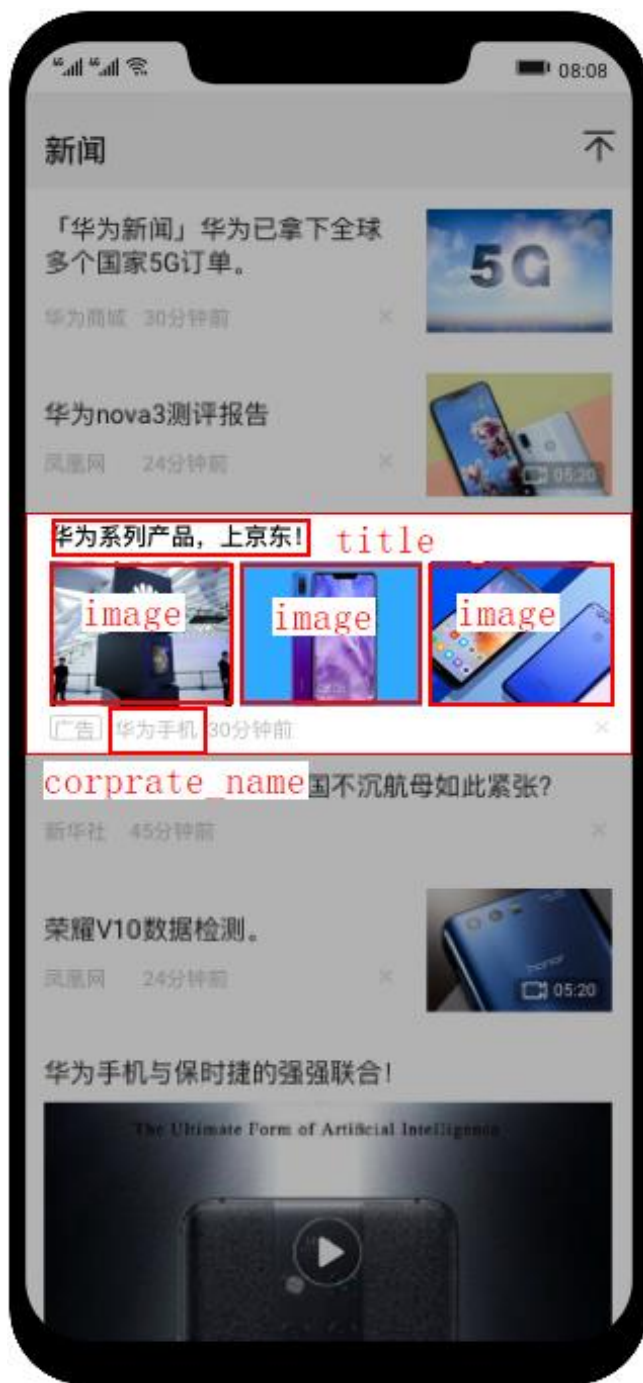 08:08
新闻
「华为新闻」华为已拿下全球
多个国家5G订单。
华为商城 30分钟前 ×
5G
华为nova3测评报告
凤凰网 24分钟前 ×
05:20
华为系列产品，上京东！ title
image image image
广告 华为手机 30分钟前 ×
corprate_name 国不沉航母如此紧张？
新华社 45分钟前 ×
荣耀V10数据检测。
凤凰网 24分钟前 ×
honor
05:20
华为手机与保时捷的强强联合！
The Ultimate Form of Artificial Intelligence